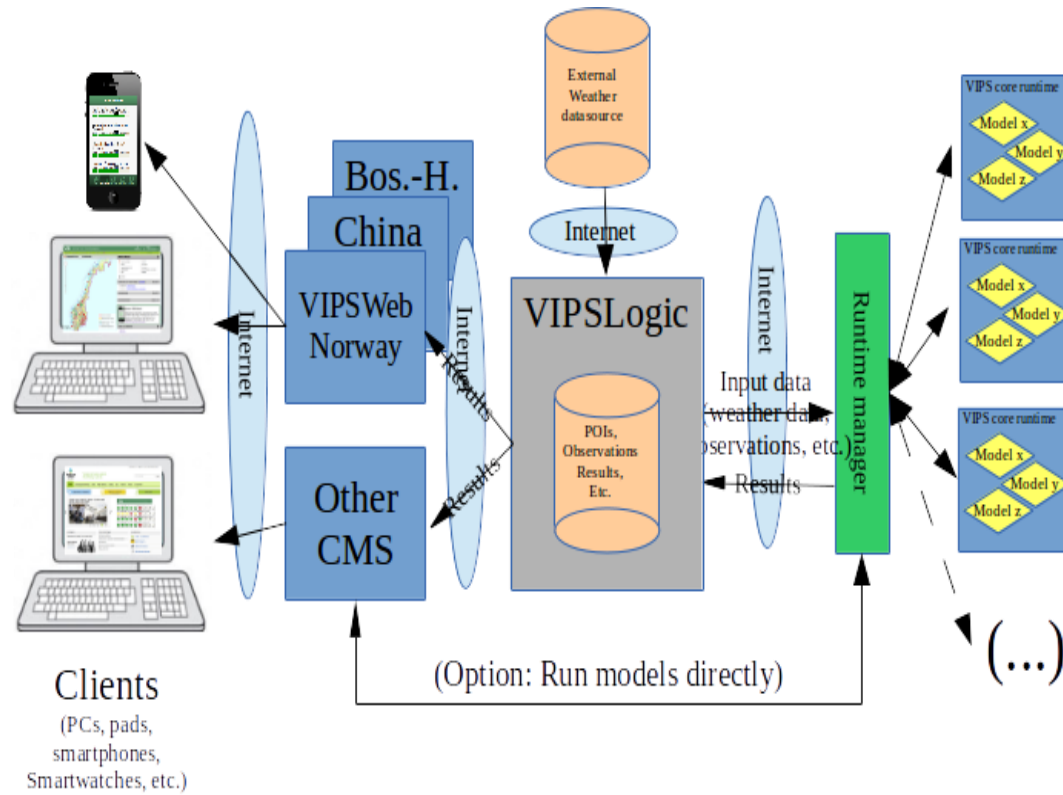 External
Weather
datasource
Internet
Bos.-H.
China
VIPSWeb
Norway
Other
CMS
Internet
Internet
Results
Results
VIPSLogic
POIs,
Observations
Results,
Etc.
Internet
Input data
(weather data,
observations, etc.)
Results
Runtime manager
VIPS core runtime
Model x
Model y
Model z
VIPS core runtime
Model x
Model y
Model z
VIPS core runtime
Model x
Model y
Model z
(...)
(Option: Run models directly)
Clients
(PCs, pads,
smartphones,
Smartwatches, etc.)